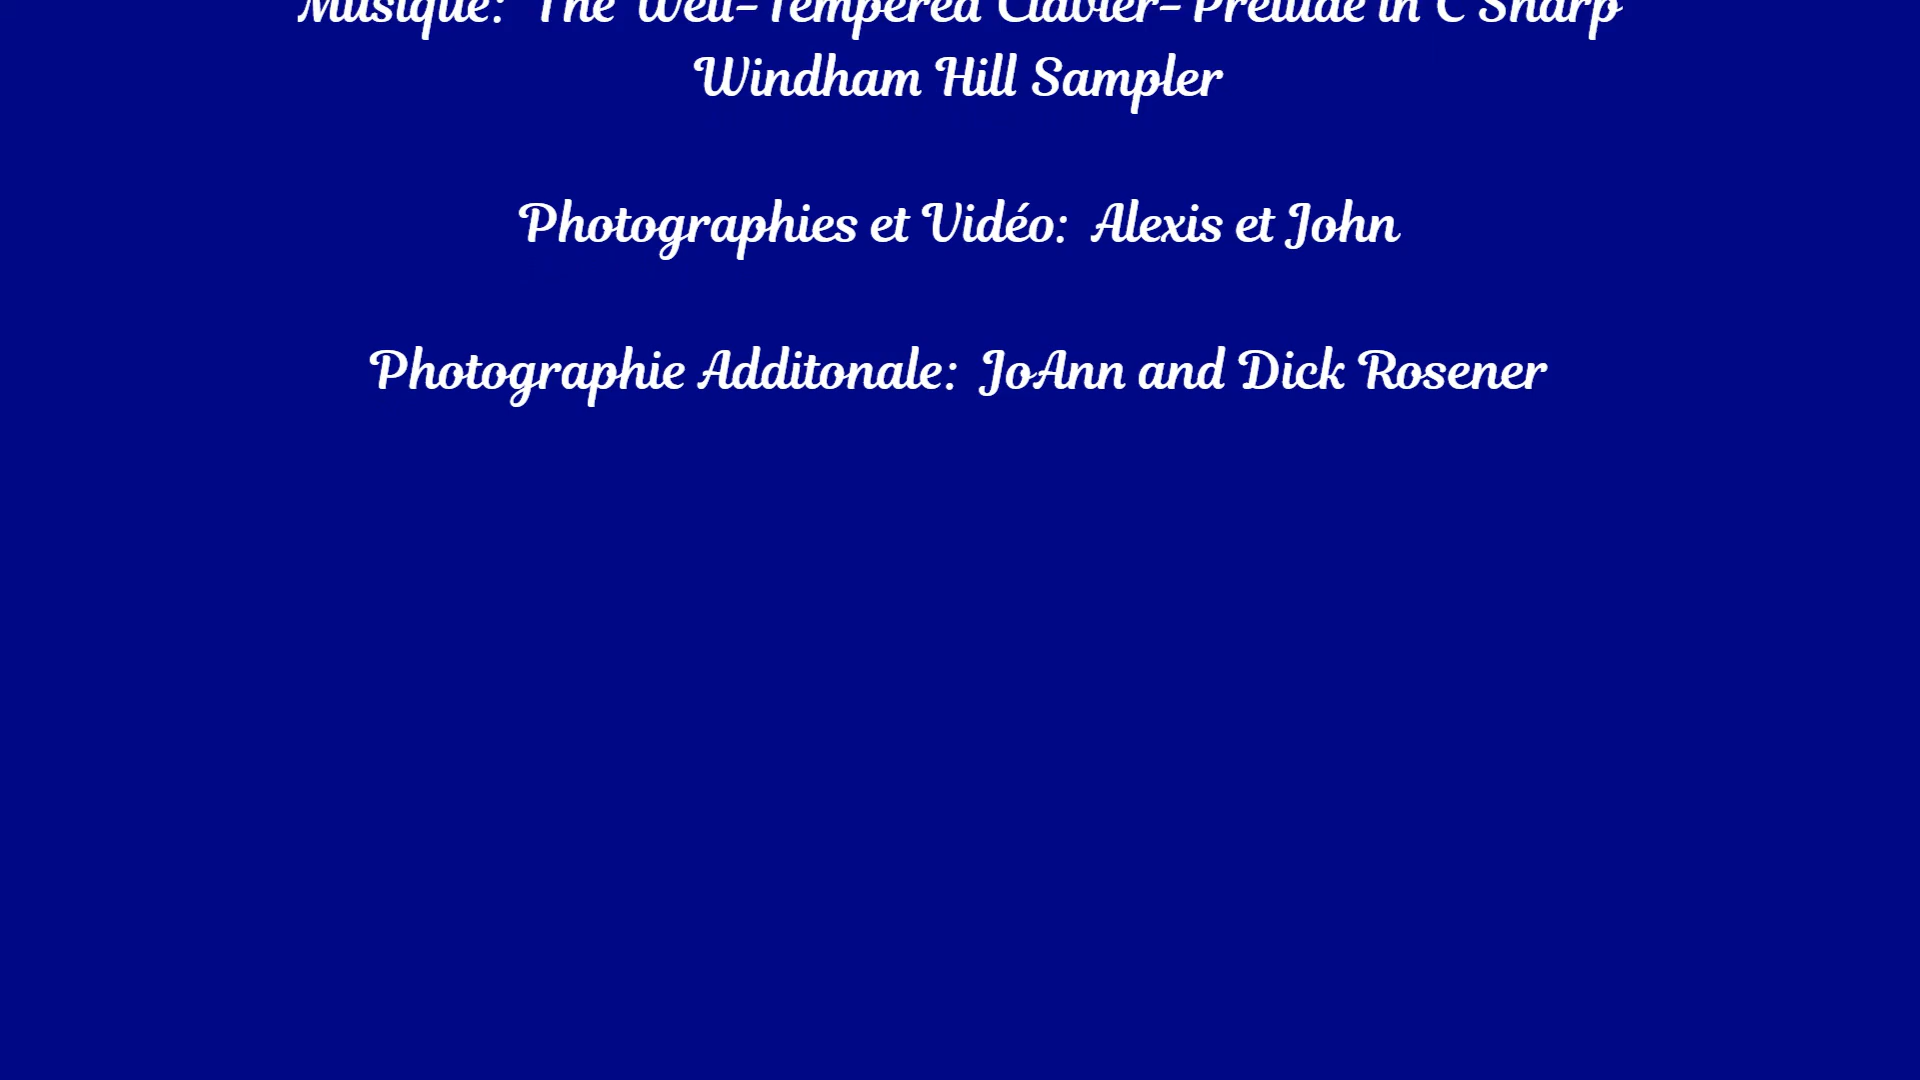 Musique: The Well-Tempered Clavier-Prelude in C Sharp
Windham Hill Sampler
Photographies et Vidéo: Alexis et John
Photographie Additonale: JoAnn and Dick Rosener